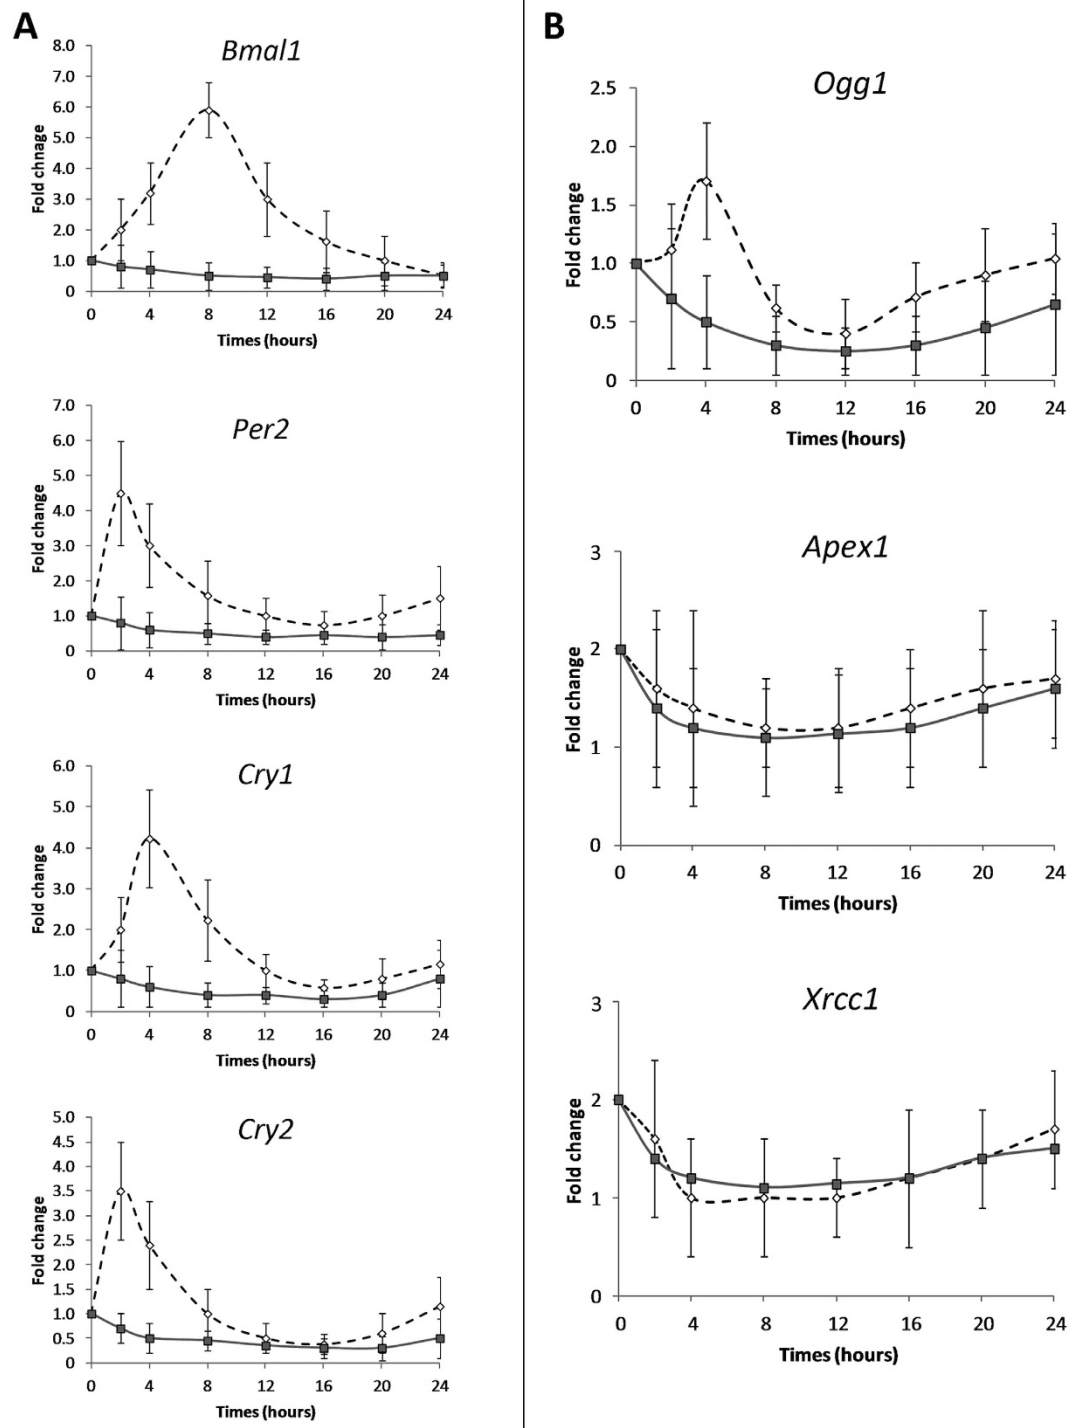 A
Bmal1
8.0
7.0
6.0
5.0
4.0
3.0
2.0
1.0
0
Fold chnage
0 4 8 12 16 20 24
Times (hours)
Per2
7.0
6.0
5.0
4.0
3.0
2.0
1.0
0
Fold change
0 4 8 12 16 20 24
Times (hours)
Cry1
6.0
5.0
4.0
3.0
2.0
1.0
0
Fold change
0 4 8 12 16 20 24
Times (hours)
Cry2
5.0
4.5
4.0
3.5
3.0
2.5
2.0
1.5
1.0
0.5
0
Fold change
0 4 8 12 16 20 24
Times (hours)
B
Ogg1
2.5
2.0
1.5
1.0
0.5
0
Fold change
0 4 8 12 16 20 24
Times (hours)
Apex1
3
2
1
0
Fold change
0 4 8 12 16 20 24
Times (hours)
Xrcc1
3
2
1
0
Fold change
0 4 8 12 16 20 24
Times (hours)